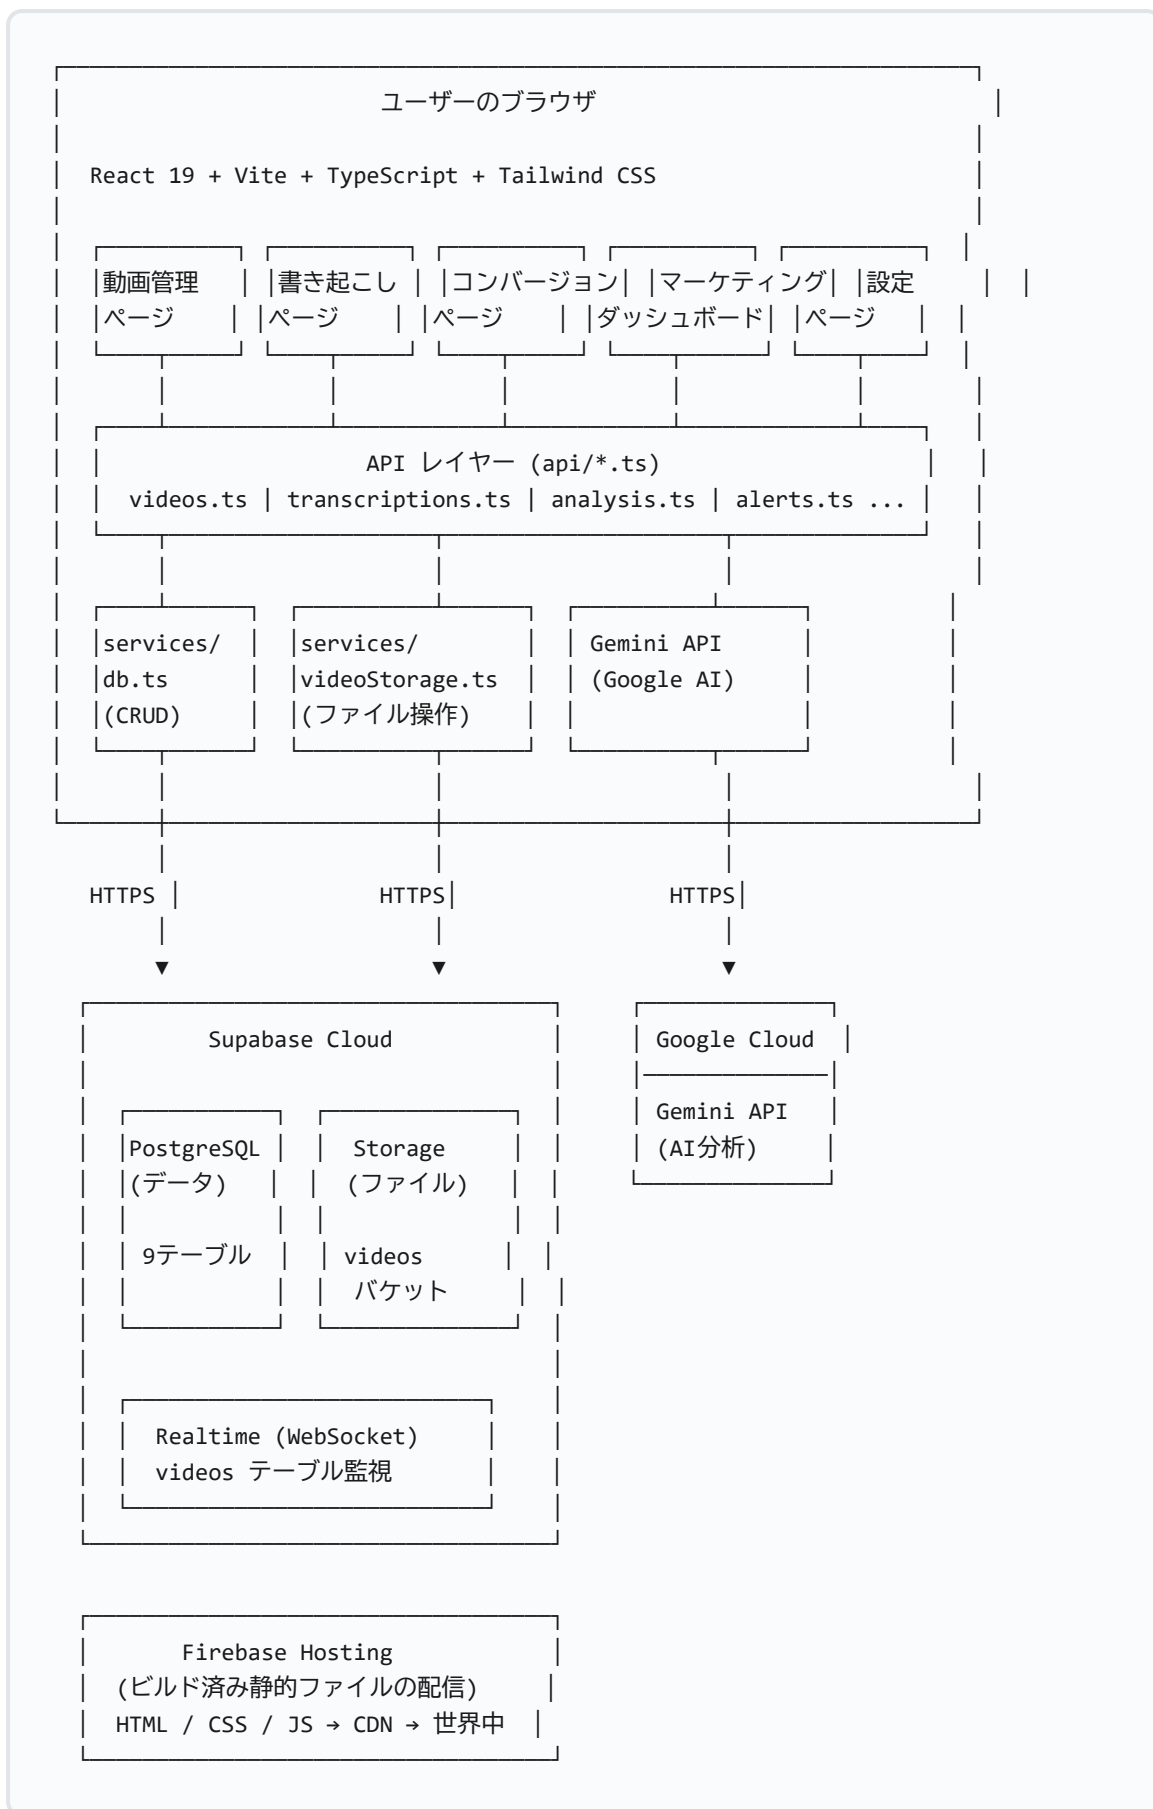 ユーザーのブラウザ
React 19 + Vite + TypeScript + Tailwind CSS
動画管理 書き起こし コンバージョン マーケティング 設定
ページ ページ ページ ダッシュボード ページ
API レイヤー (api/*.ts)
videos.ts | transcriptions.ts | analysis.ts | alerts.ts ...
services/ services/ Gemini API
db.ts videoStorage.ts (Google AI)
(CRUD) (ファイル操作)
HTTPS HTTPS HTTPS
▼ ▼ ▼
Supabase Cloud Google Cloud
Gemini API
PostgreSQL Storage (AI分析)
(データ) (ファイル)
9テーブル videos
バケット
Realtime (WebSocket)
videos テーブル監視
Firebase Hosting
(ビルド済み静的ファイルの配信)
HTML / CSS / JS → CDN → 世界中